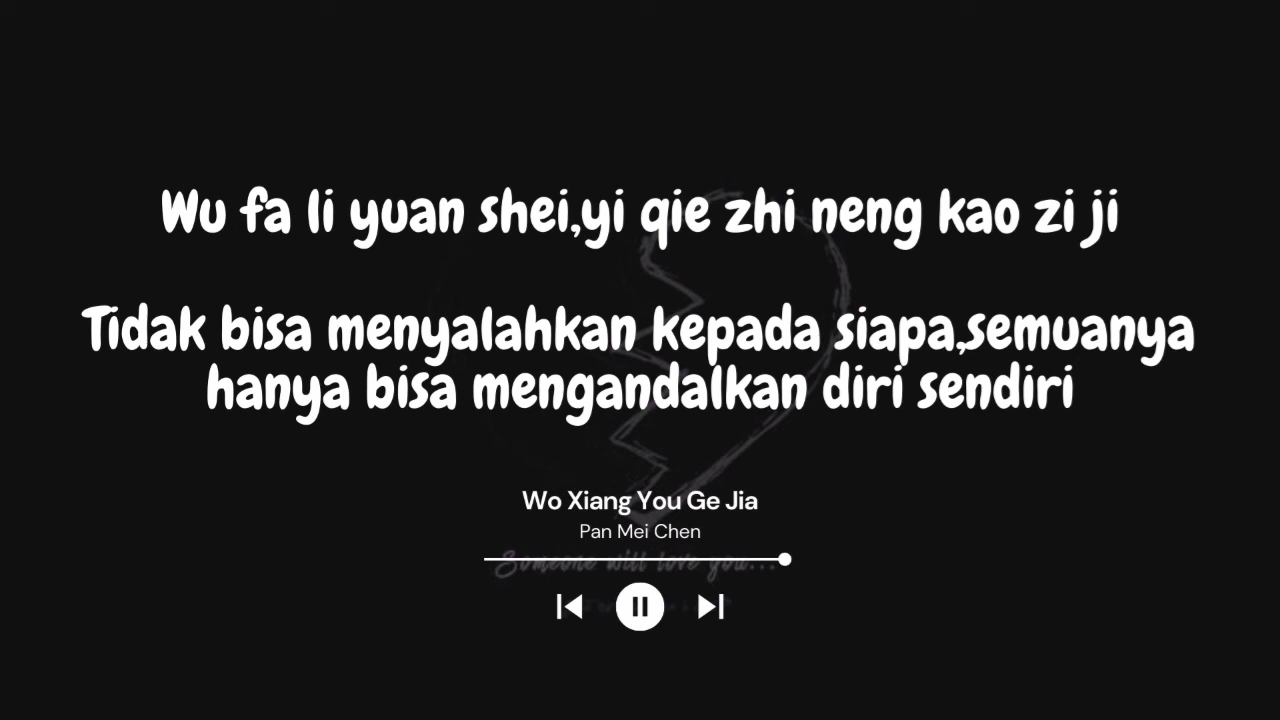 Wu fa li yuan shei,yi qie zhi neng kao zi ji
Tidak bisa menyalahkan kepada siapa,semuanya
hanya bisa mengandalkan diri sendiri
Wo Xiang You Ge Jia
Pan Mei Chen
Someone will love you...